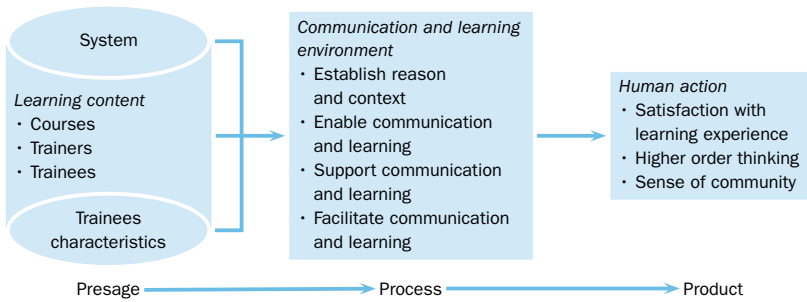 System
Learning content
· Courses
· Trainers
· Trainees
Trainees
characteristics
Communication and learning
environment
· Establish reason
and context
· Enable communication
and learning
· Support communication
and learning
· Facilitate communication
and learning
Human action
· Satisfaction with
learning experience
· Higher order thinking
· Sense of community
Presage
Process
Product